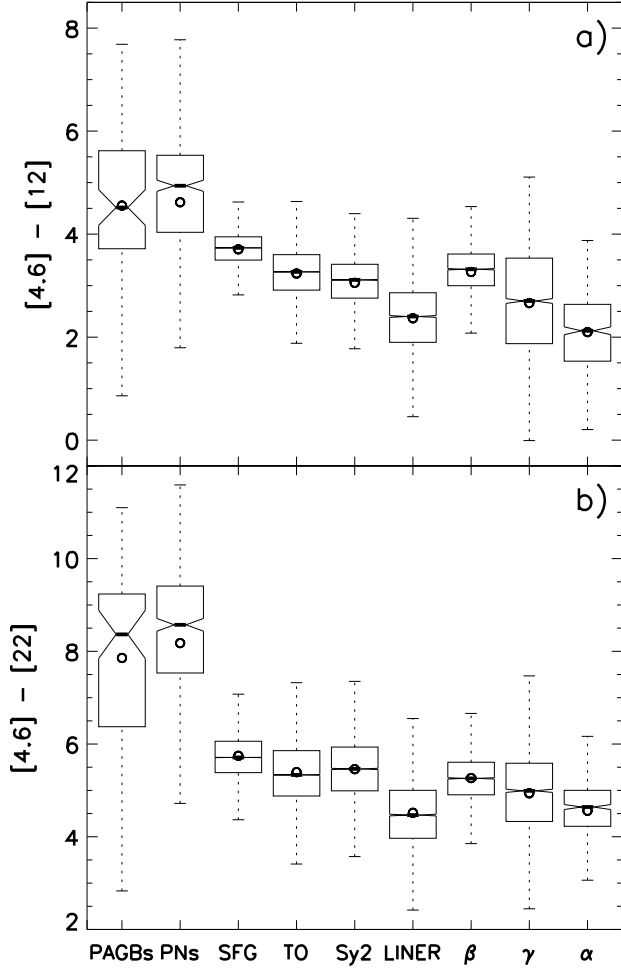 a)
8
6
4
2
0
[4.6] – [12]
b)
12
10
8
6
4
2
[4.6] – [22]
PAGBs PNs SFG TO Sy2 LINER β γ α